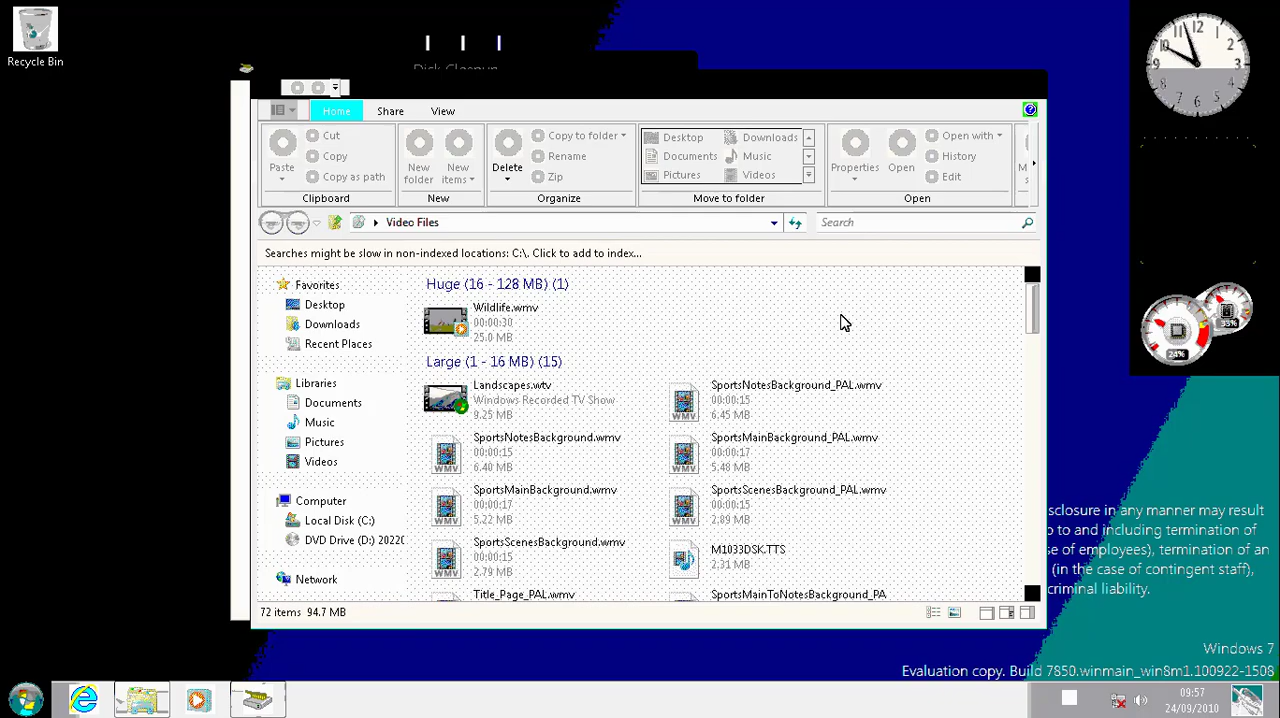 Recycle Bin
Disk Cleanup
Home
Share
View
Paste
Cut
Copy
Copy as path
Clipboard
New folder
New items
New
Delete
Copy to folder
Rename
Zip
Organize
Desktop
Downloads
Documents
Music
Pictures
Videos
Move to folder
Properties
Open
Open with
History
Edit
Open
Video Files
Search
Searches might be slow in non-indexed locations: C:\. Click to add to index...
Favorites
Desktop
Downloads
Recent Places
Libraries
Documents
Music
Pictures
Videos
Computer
Local Disk (C:)
DVD Drive (D:) 20220
Network
Huge (16 - 128 MB) (1)
Wildlife.wmv
00:00:30
25.0 MB
Large (1 - 16 MB) (15)
Landscapes.wtv
Windows Recorded TV Show
9.25 MB
SportsNotesBackground_PAL.wmv
00:00:15
6.45 MB
SportsNotesBackground.wmv
00:00:15
6.40 MB
SportsMainBackground_PAL.wmv
00:00:17
5.48 MB
SportsMainBackground.wmv
00:00:17
5.22 MB
SportsScenesBackground_PAL.wmv
00:00:15
2.89 MB
SportsScenesBackground.wmv
00:00:15
2.79 MB
M1033DSK.TTS
2.31 MB
Title_Page_PAL.wmv
SportsMainToNotesBackground_PA
72 items 94.7 MB
33%
24%
sclosure in any manner may result
p to and including termination of
se of employees), termination of an
(in the case of contingent staff),
criminal liability.
Windows 7
Evaluation copy. Build 7850.winmain_win8m1.100922-1508
09:57
24/09/2010